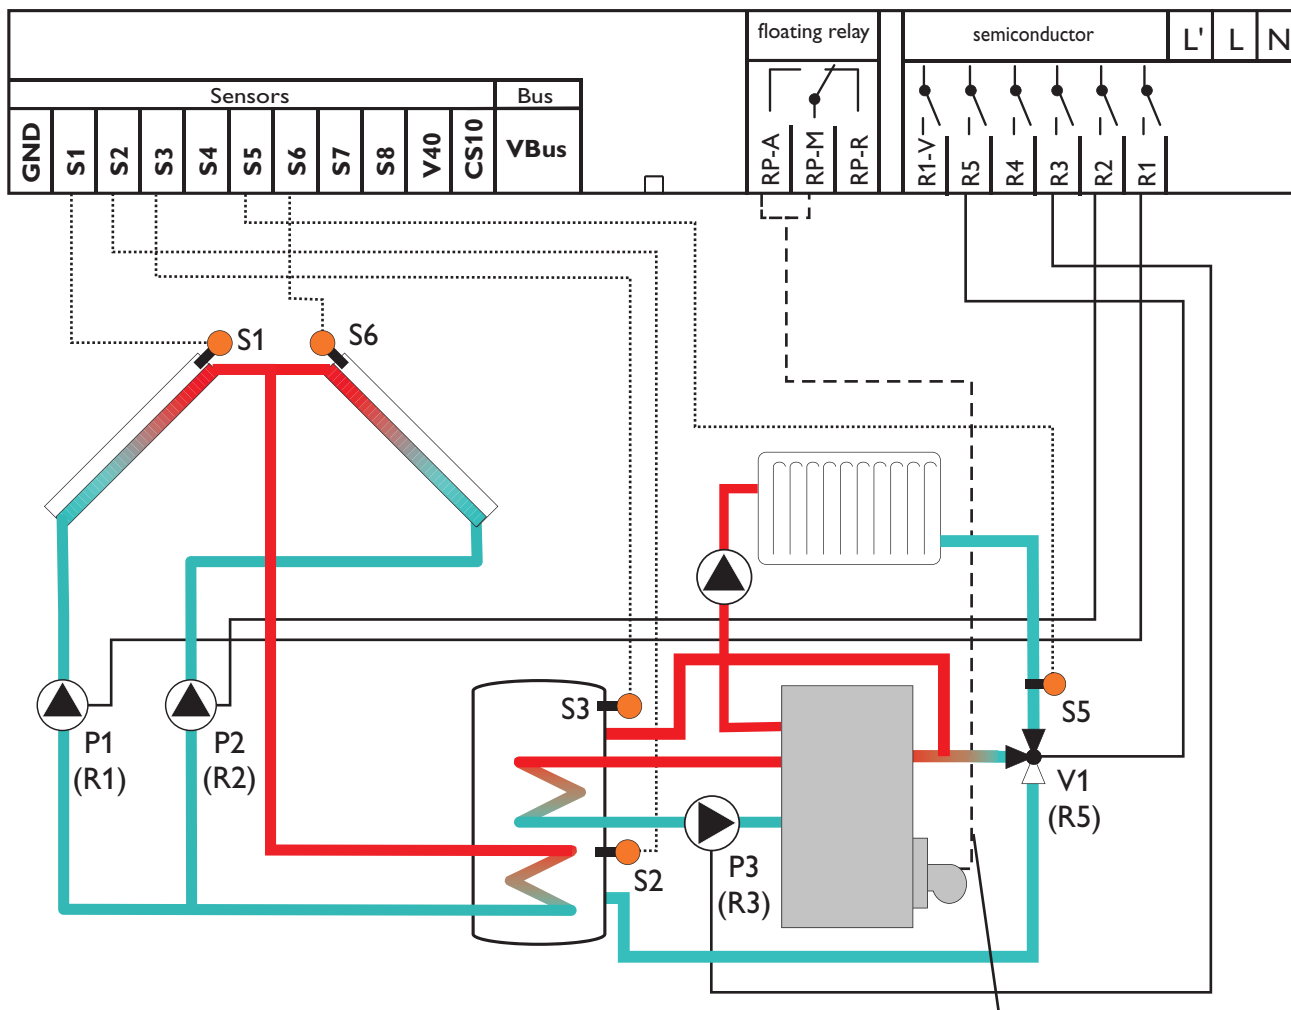 floating relay
semiconductor
L' L N
Sensors
Bus
GND S1 S2 S3 S4 S5 S6 S7 S8 V40 CS10 VBus
RP-A RP-M RP-R
R1-V R5 R4 R3 R2 R1
S1
S6
S3
S5
P1
(R1)
P2
(R2)
V1
(R5)
S2
P3
(R3)